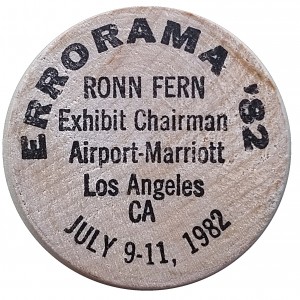 ERRORAMA '82
RONN FERN
Exhibit Chairman
Airport-Marriott
Los Angeles
CA
JULY 9-11, 1982